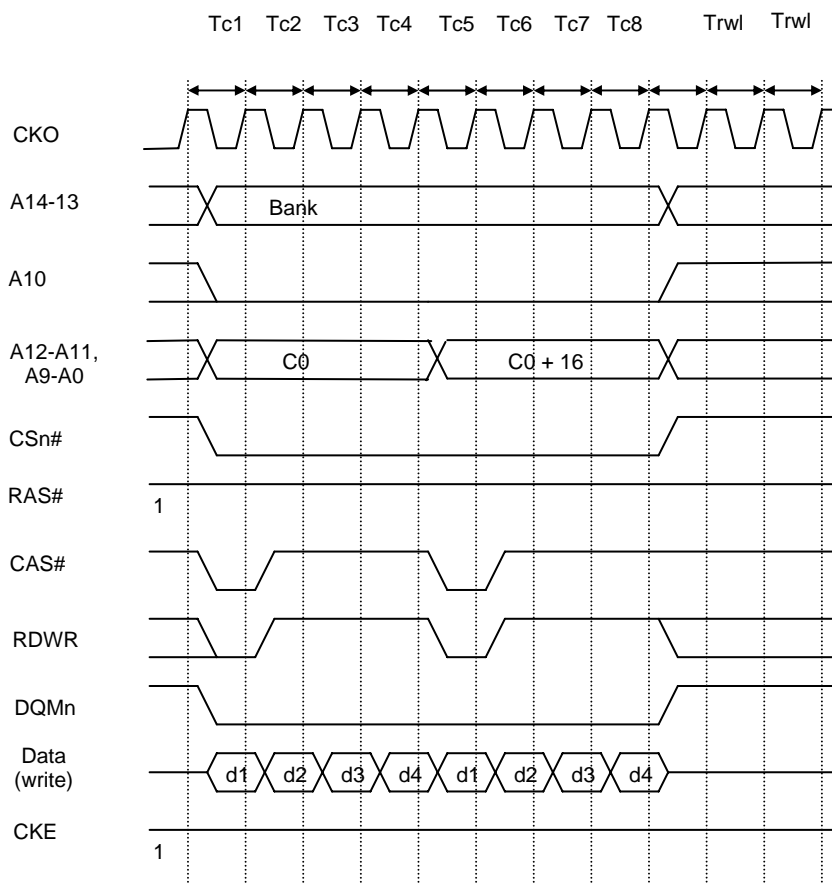 Tc1 Tc2 Tc3 Tc4 Tc5 Tc6 Tc7 Tc8 Trwl Trwl
CKO
A14-13 Bank
A10
A12-A11,
A9-A0 C0 C0 + 16
CSn#
RAS# 1
CAS#
RDWR
DQMn
Data
(write) d1 d2 d3 d4 d1 d2 d3 d4
CKE 1